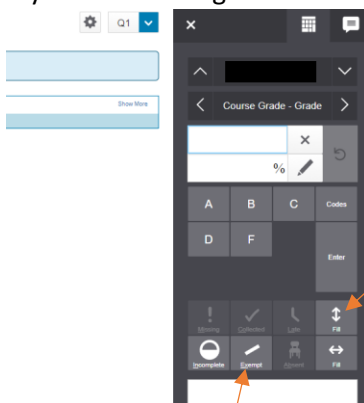 Q1
Show More
Course Grade - Grade
%
A B C Codes
D F
Enter
Missing Collected Late Fill
Incomplete Exempt Absent Fill